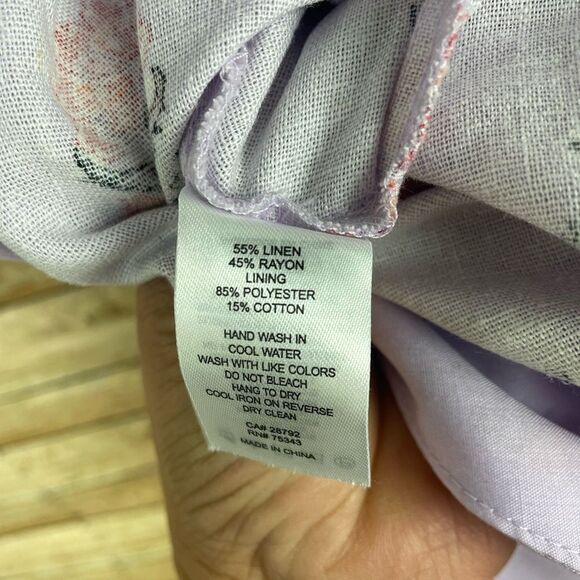 55% LINEN
45% RAYON
LINING
85% POLYESTER
15% COTTON
HAND WASH IN
COOL WATER
WASH WITH LIKE COLORS
DO NOT BLEACH
HANG TO DRY
COOL IRON ON REVERSE
DRY CLEAN
CA# 28792
RN# 75343
MADE IN CHINA